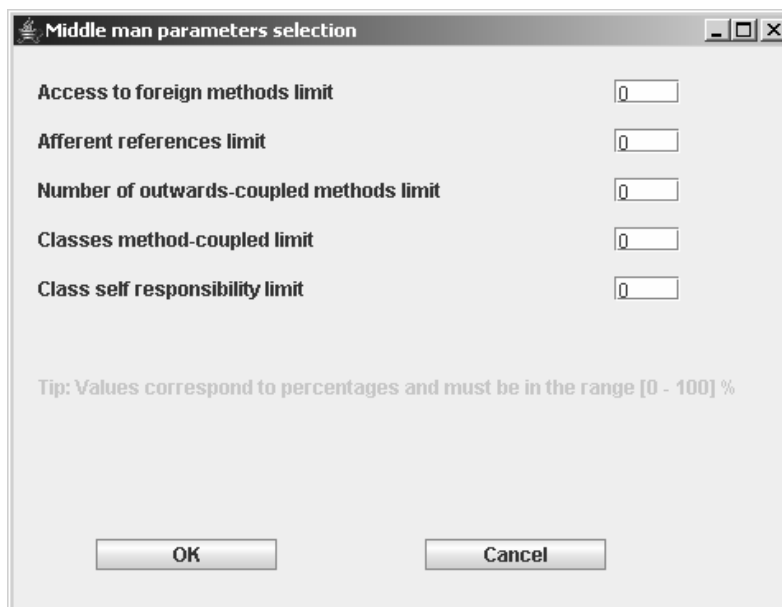 Middle man parameters selection
Access to foreign methods limit 0
Afferent references limit 0
Number of outwards-coupled methods limit 0
Classes method-coupled limit 0
Class self responsibility limit 0
Tip: Values correspond to percentages and must be in the range [0 - 100] %
OK Cancel